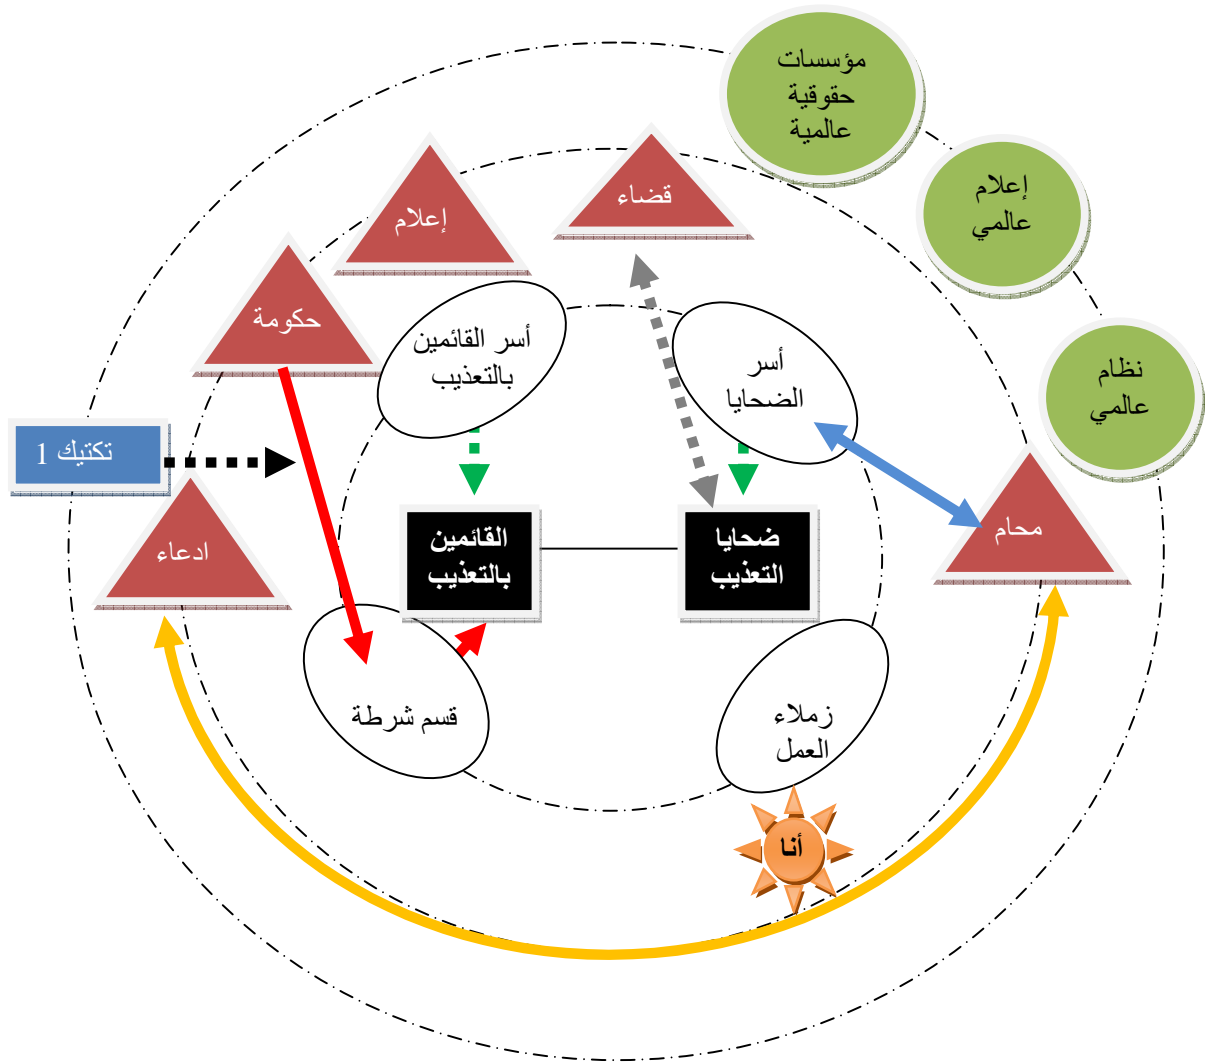 مؤسسات
حقوقية
عالمية
إعلام
عالمي
نظام
عالمي
قضاء
إعلام
حكومة
أسر القائمين
بالتعذيب
أسر
الضحايا
تكتيك 1
ادعاء
محام
القائمين
بالتعذيب
ضحايا
التعذيب
قسم شرطة
زملاء
العمل
أنا